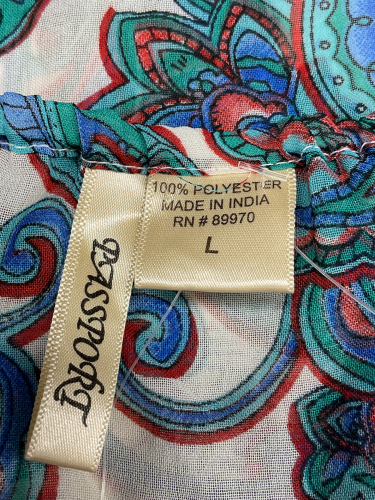 100% POLYESTER
MADE IN INDIA
RN # 89970
L
PASSPORT